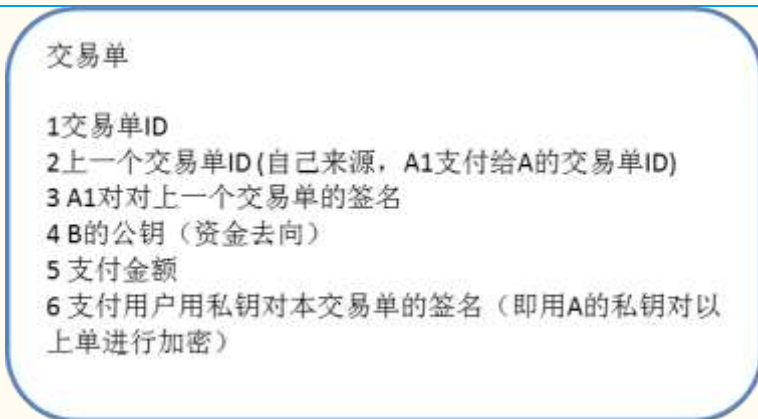 交易单
1交易单ID
2上一个交易单ID(自己来源，A1支付给A的交易单ID)
3 A1对对上一个交易单的签名
4 B的公钥（资金去向）
5 支付金额
6 支付用户用私钥对本交易单的签名（即用A的私钥对以
上单进行加密）